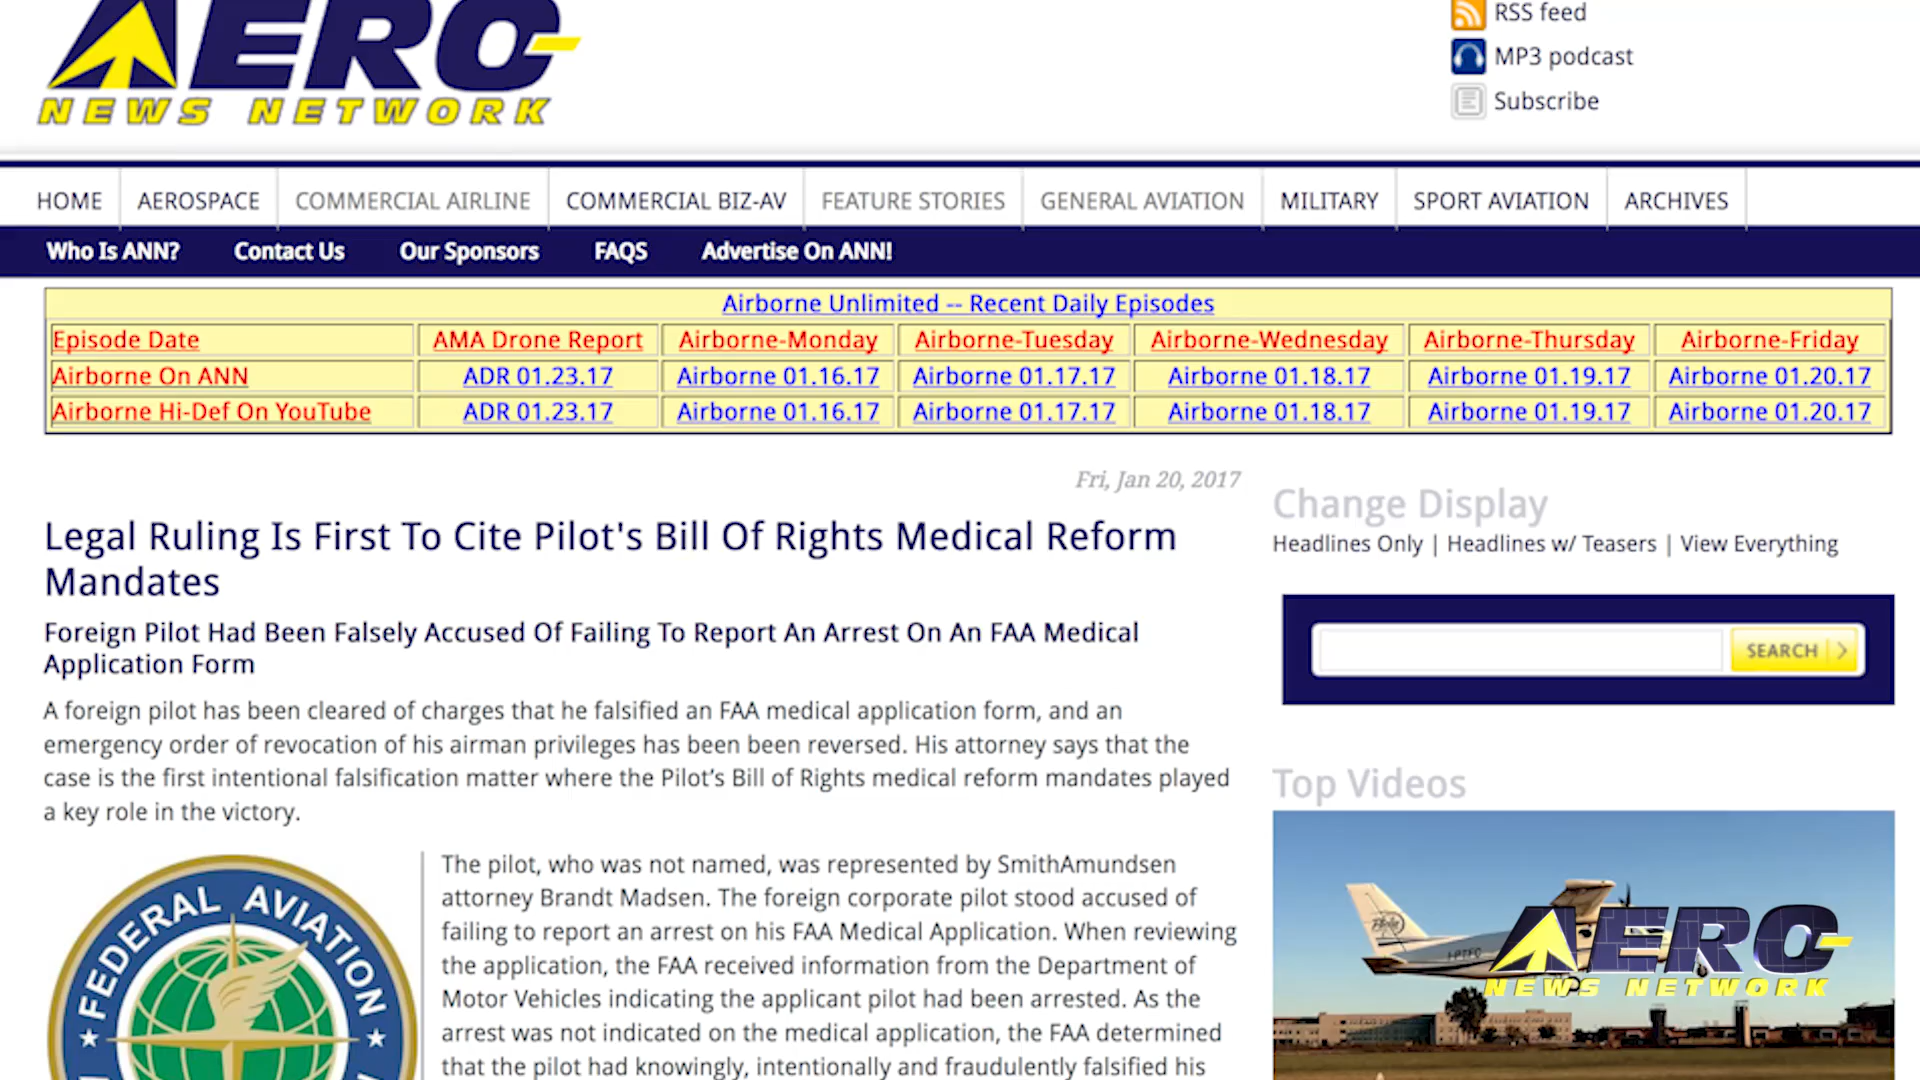 AERO
NEWS NETWORK
RSS feed
MP3 podcast
Subscribe
HOME AEROSPACE COMMERCIAL AIRLINE COMMERCIAL BIZ-AV FEATURE STORIES GENERAL AVIATION MILITARY SPORT AVIATION ARCHIVES
Who Is ANN? Contact Us Our Sponsors FAQS Advertise On ANN!
Airborne Unlimited -- Recent Daily Episodes
Episode Date AMA Drone Report Airborne-Monday Airborne-Tuesday Airborne-Wednesday Airborne-Thursday Airborne-Friday
Airborne On ANN ADR 01.23.17 Airborne 01.16.17 Airborne 01.17.17 Airborne 01.18.17 Airborne 01.19.17 Airborne 01.20.17
Airborne Hi-Def On YouTube ADR 01.23.17 Airborne 01.16.17 Airborne 01.17.17 Airborne 01.18.17 Airborne 01.19.17 Airborne 01.20.17
Fri, Jan 20, 2017
Legal Ruling Is First To Cite Pilot's Bill Of Rights Medical Reform
Mandates
Foreign Pilot Had Been Falsely Accused Of Failing To Report An Arrest On An FAA Medical
Application Form
A foreign pilot has been cleared of charges that he falsified an FAA medical application form, and an
emergency order of revocation of his airman privileges has been been reversed. His attorney says that the
case is the first intentional falsification matter where the Pilot’s Bill of Rights medical reform mandates played
a key role in the victory.
FEDERAL AVIATION
The pilot, who was not named, was represented by SmithAmundsen
attorney Brandt Madsen. The foreign corporate pilot stood accused of
failing to report an arrest on his FAA Medical Application. When reviewing
the application, the FAA received information from the Department of
Motor Vehicles indicating the applicant pilot had been arrested. As the
arrest was not indicated on the medical application, the FAA determined
that the pilot had knowingly, intentionally and fraudulently falsified his
Change Display
Headlines Only | Headlines w/ Teasers | View Everything
SEARCH
Top Videos
AERO
NEWS NETWORK